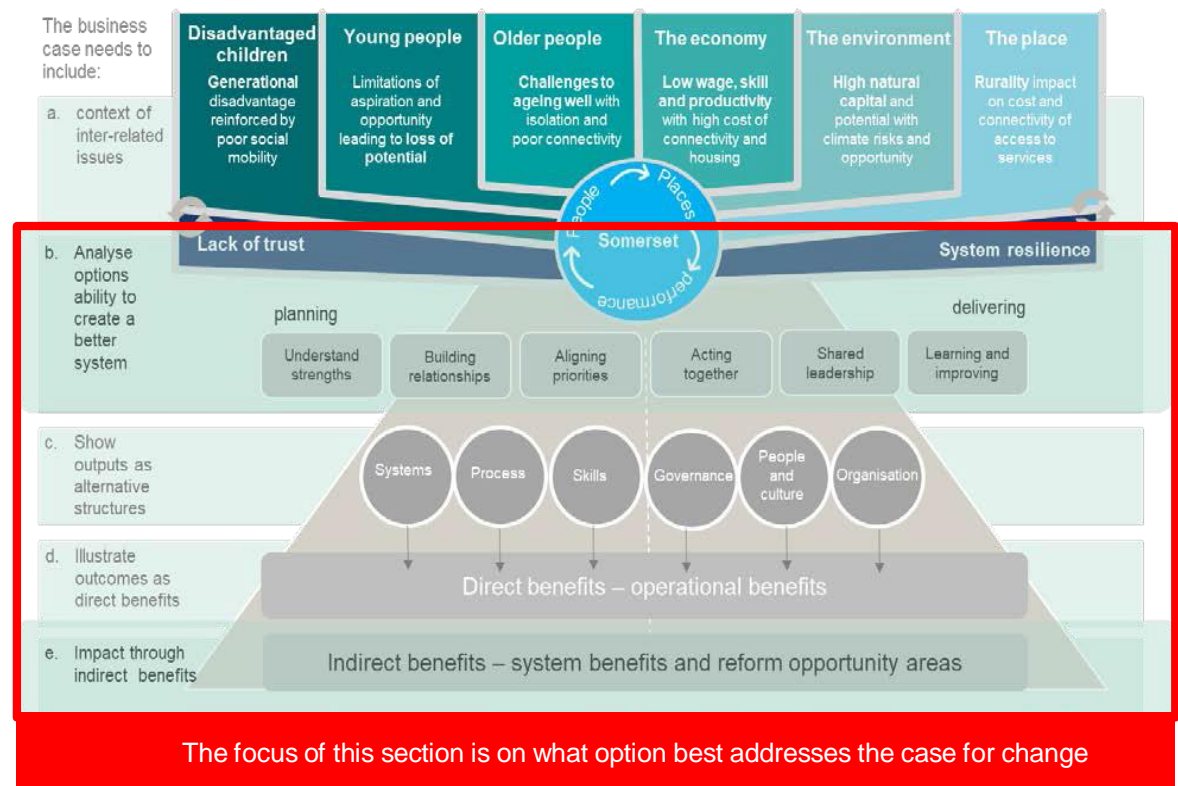 The business
case needs to
include:
Disadvantaged
children
Generational
disadvantage
reinforced by
poor social
mobility
Young people
Limitations of
aspiration and
opportunity
leading to loss of
potential
Older people
Challenges to
ageing well with
isolation and
poor connectivity
The economy
Low wage, skill
and productivity
with high cost of
connectivity and
housing
The environment
High natural
capital and
potential with
climate risks and
opportunity
The place
Rurality impact
on cost and
connectivity of
access to
services
a. context of
inter-related
issues
People
Places
performance
Somerset
Lack of trust
System resilience
b. Analyse
options
ability to
create a
better
system
planning
delivering
Understand
strengths
Building
relationships
Aligning
priorities
Acting
together
Shared
leadership
Learning and
improving
c. Show
outputs as
alternative
structures
Systems
Process
Skills
Governance
People
and
culture
Organisation
d. Illustrate
outcomes as
direct benefits
Direct benefits – operational benefits
e. Impact through
indirect benefits
Indirect benefits – system benefits and reform opportunity areas
The focus of this section is on what option best addresses the case for change